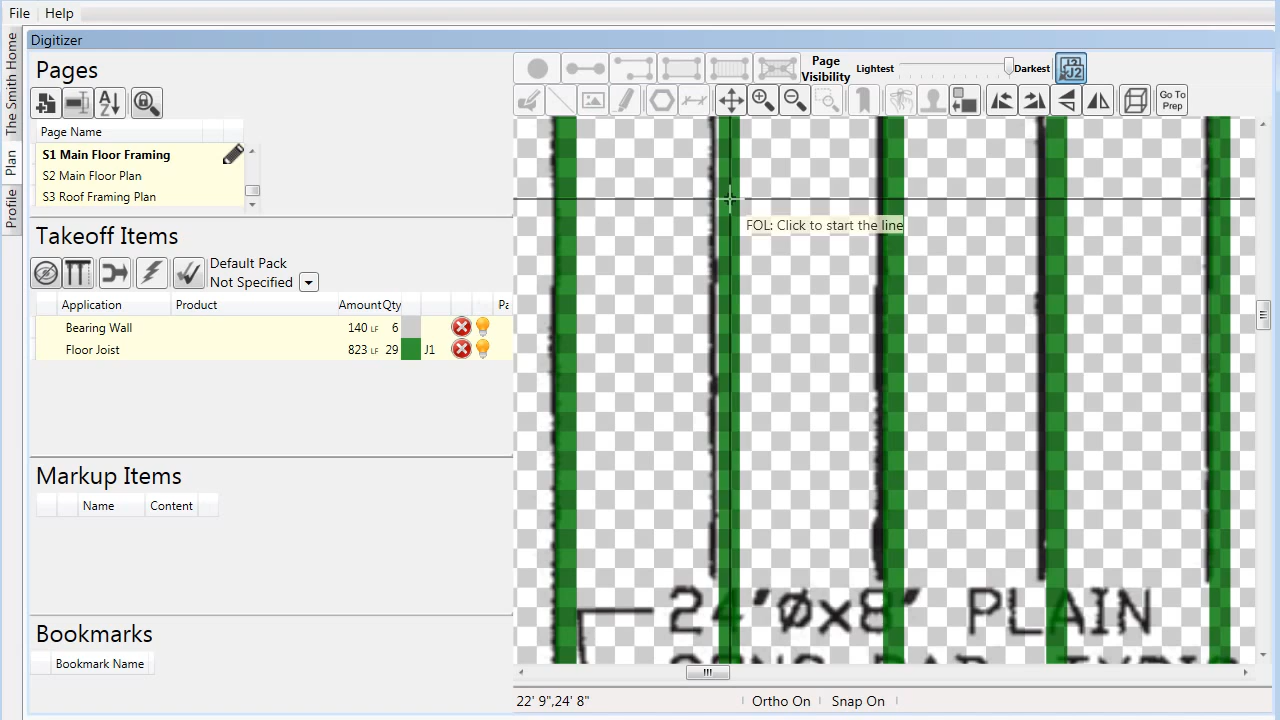 File Help
The Smith Home
Plan
Profile
Digitizer
Pages
Page Name
S1 Main Floor Framing
S2 Main Floor Plan
S3 Roof Framing Plan
Takeoff Items
Default Pack
Not Specified
Application Product Amount Qty Pa
Bearing Wall 140 LF 6
Floor Joist 823 LF 29 J1
Markup Items
Name Content
Bookmarks
Bookmark Name
Page Visibility Lightest Darkest J2 J2
A Z
Go To Prep
FOL: Click to start the line
24'Øx8' PLAIN
22' 9",24' 8" Ortho On Snap On